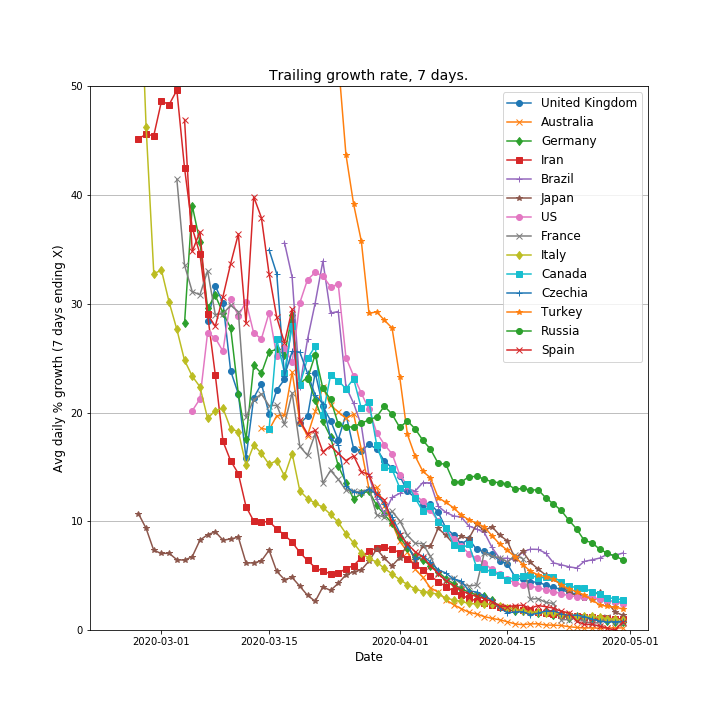 Trailing growth rate, 7 days.
50
40
30
20
10
0
Avg daily % growth (7 days ending X)
United Kingdom
Australia
Germany
Iran
Brazil
Japan
US
France
Italy
Canada
Czechia
Turkey
Russia
Spain
2020-03-01 2020-03-15 2020-04-01 2020-04-15 2020-05-01
Date